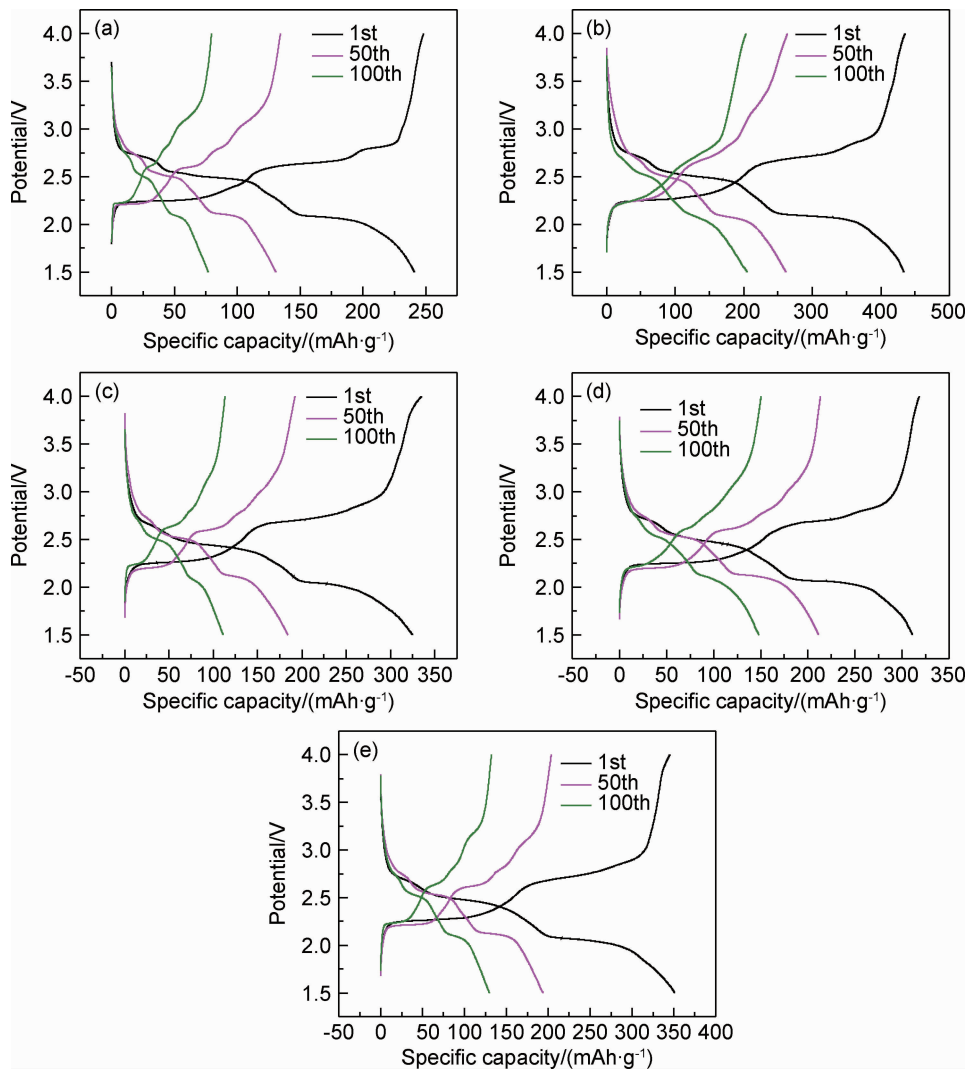 (a)
1st
50th
100th
4.0
3.5
3.0
2.5
2.0
1.5
Potential/V
0 50 100 150 200 250
Specific capacity/(mAh·g⁻¹)
(b)
1st
50th
100th
4.0
3.5
3.0
2.5
2.0
1.5
Potential/V
0 100 200 300 400 500
Specific capacity/(mAh·g⁻¹)
(c)
1st
50th
100th
4.0
3.5
3.0
2.5
2.0
1.5
Potential/V
-50 0 50 100 150 200 250 300 350
Specific capacity/(mAh·g⁻¹)
(d)
1st
50th
100th
4.0
3.5
3.0
2.5
2.0
1.5
Potential/V
-50 0 50 100 150 200 250 300 350
Specific capacity/(mAh·g⁻¹)
(e)
1st
50th
100th
4.0
3.5
3.0
2.5
2.0
1.5
Potential/V
-50 0 50 100 150 200 250 300 350 400
Specific capacity/(mAh·g⁻¹)